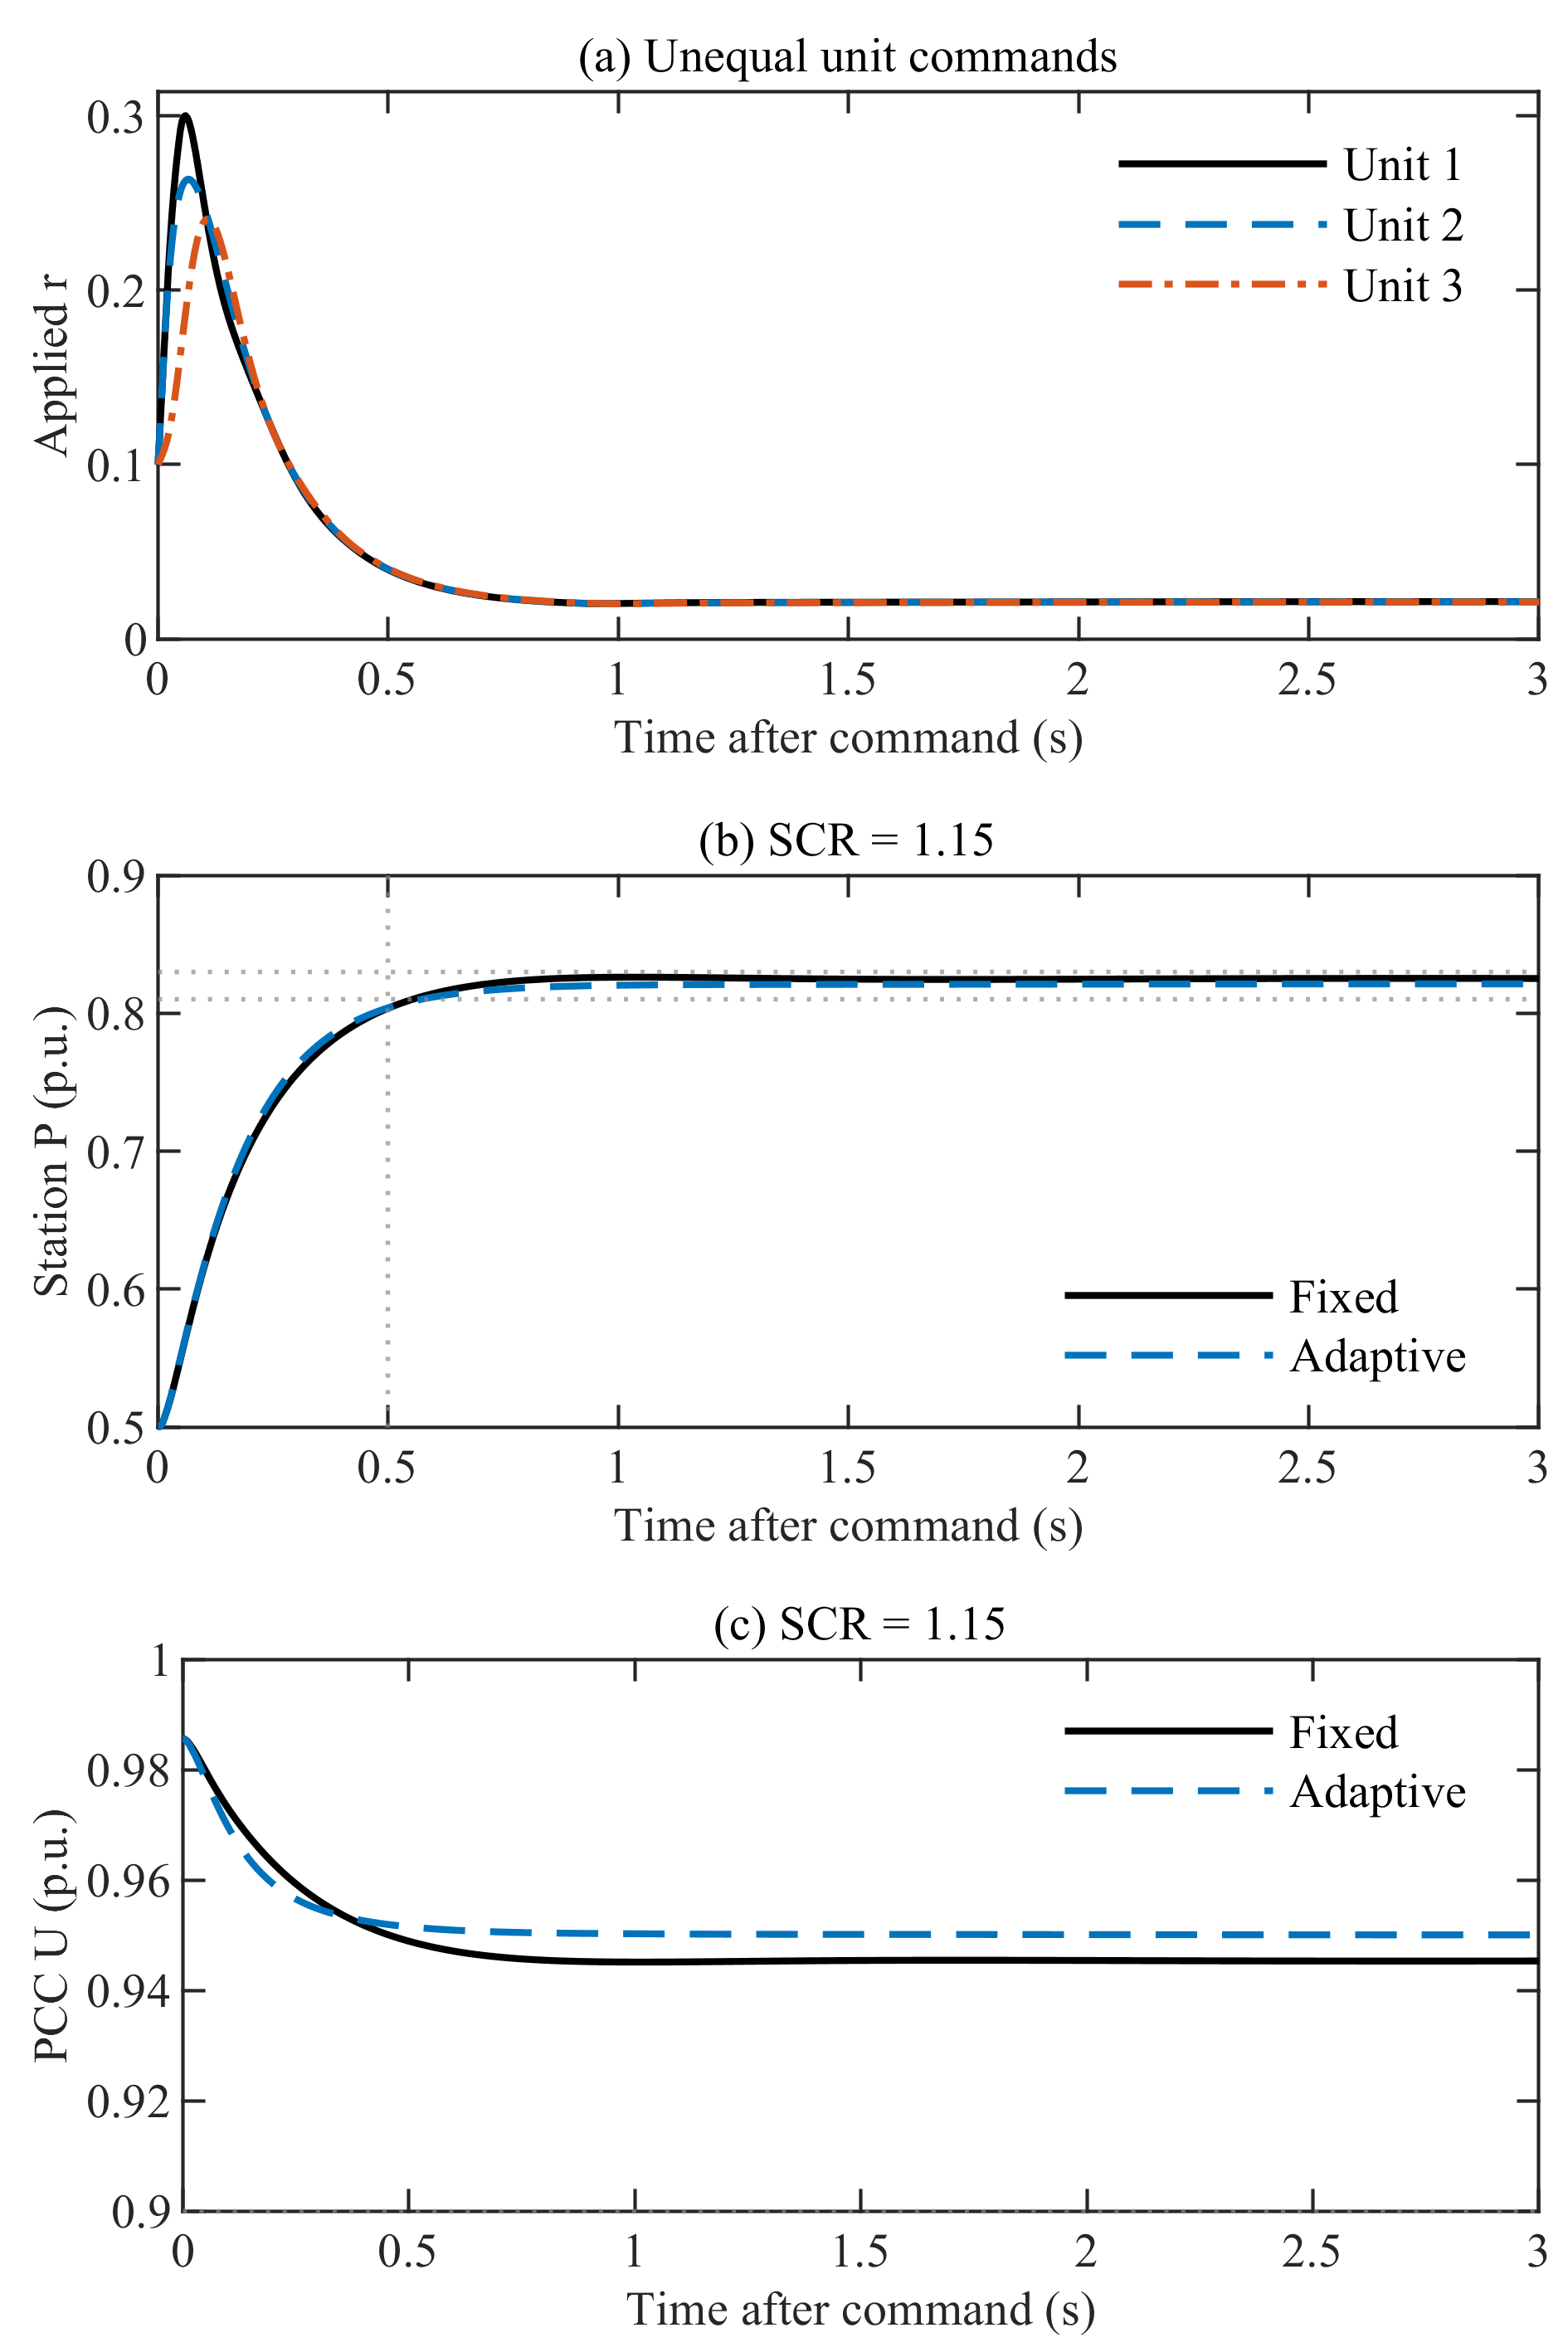 (a) Unequal unit commands
0.3
0.2
0.1
0
Applied r
Unit 1
Unit 2
Unit 3
0 0.5 1 1.5 2 2.5 3
Time after command (s)
(b) SCR = 1.15
0.9
0.8
0.7
0.6
0.5
Station P (p.u.)
Fixed
Adaptive
0 0.5 1 1.5 2 2.5 3
Time after command (s)
(c) SCR = 1.15
1
0.98
0.96
0.94
0.92
0.9
PCC U (p.u.)
Fixed
Adaptive
0 0.5 1 1.5 2 2.5 3
Time after command (s)